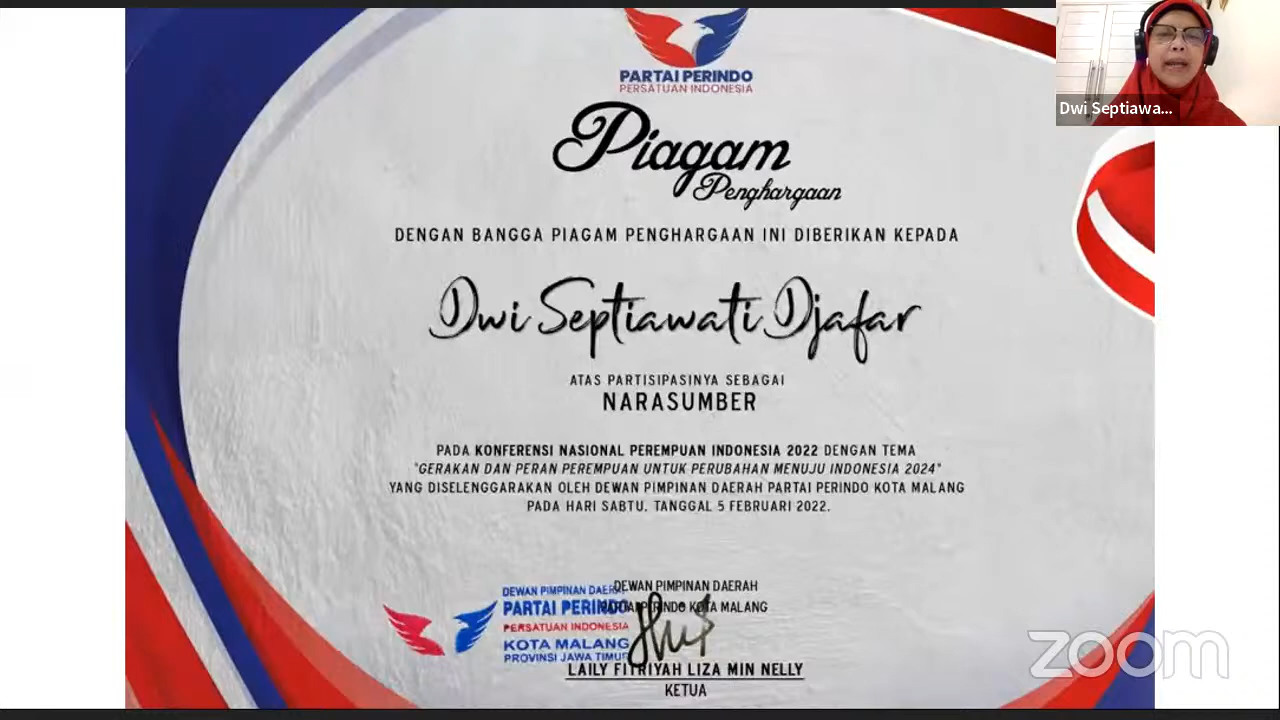 PARTAI PERINDO
PERSATUAN INDONESIA
Piagam
Penghargaan
DENGAN BANGGA PIAGAM PENGHARGAAN INI DIBERIKAN KEPADA
Dwi Septiawati Djafar
ATAS PARTISIPASINYA SEBAGAI
NARASUMBER
PADA KONFERENSI NASIONAL PEREMPUAN INDONESIA 2022 DENGAN TEMA
"GERAKAN DAN PERAN PEREMPUAN UNTUK PERUBAHAN MENUJU INDONESIA 2024"
YANG DISELENGGARAKAN OLEH DEWAN PIMPINAN DAERAH PARTAI PERINDO KOTA MALANG
PADA HARI SABTU, TANGGAL 5 FEBRUARI 2022.
DEWAN PIMPINAN DAERAH
PARTAI PERINDO KOTA MALANG
DEWAN PIMPINAN DAERAH
PARTAI PERINDO
PERSATUAN INDONESIA
KOTA MALANG
PROVINSI JAWA TIMUR
LAILY FITRIYAH LIZA MIN NELLY
KETUA
Dwi Septiawa...
zoom